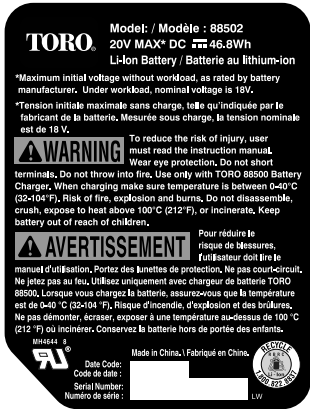 TORO.
Model: / Modèle : 88502
20V MAX* DC 46.8Wh
Li-Ion Battery / Batterie au lithium-ion
*Maximum initial voltage without workload, as rated by battery
manufacturer. Under workload, nominal voltage is 18V.
*Tension initiale maximale sans charge, telle qu'indiquée par le
fabricant de la batterie. Mesurée sous charge, la tension nominale
est de 18 V.
WARNING
To reduce the risk of injury, user
must read the instruction manual.
Wear eye protection. Do not short
terminals. Do not throw into fire. Use only with TORO 88500 Battery
Charger. When charging make sure temperature is between 0-40°C
(32-104°F). Risk of fire, explosion and burns. Do not disassemble,
crush, expose to heat above 100°C (212°F), or incinerate. Keep
battery out of reach of children.
AVERTISSEMENT
Pour réduire le
risque de blessures,
l'utilisateur doit lire le
manuel d'utilisation. Portez des lunettes de protection. Ne pas court-circuit.
Ne jetez pas au feu. Utilisez uniquement avec chargeur de batterie TORO
88500. Lorsque vous chargez la batterie, assurez-vous que la température
est de 0-40 °C (32-104 °F). Risque d'incendie, d'explosion et des brûlures.
Ne pas démonter, écraser, exposer à une température au-dessus de 100 °C
(212 °F) où incinérer. Conservez la batterie hors de portée des enfants.
MH4644 8
Made in China. \ Fabriqué en Chine.
Date Code:
Code de date :
Serial Number:
Numéro de série :
LW
RECYCLE
RBRC
Li-ion
1.800.822.8837